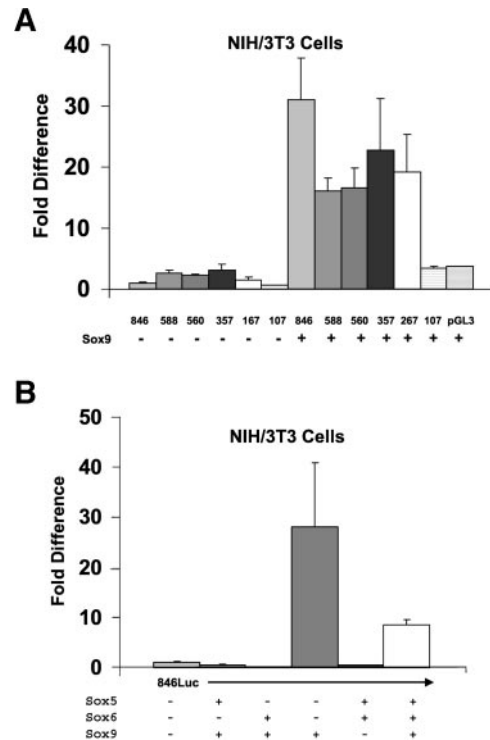 A
NIH/3T3 Cells
Fold Difference
40
30
20
10
0
846 588 560 357 167 107 846 588 560 357 267 107 pGL3
Sox9 - - - - - - + + + + + + +
B
NIH/3T3 Cells
Fold Difference
50
40
30
20
10
0
846Luc
Sox5 - + - - + +
Sox6 - - + - + +
Sox9 - - - + - +